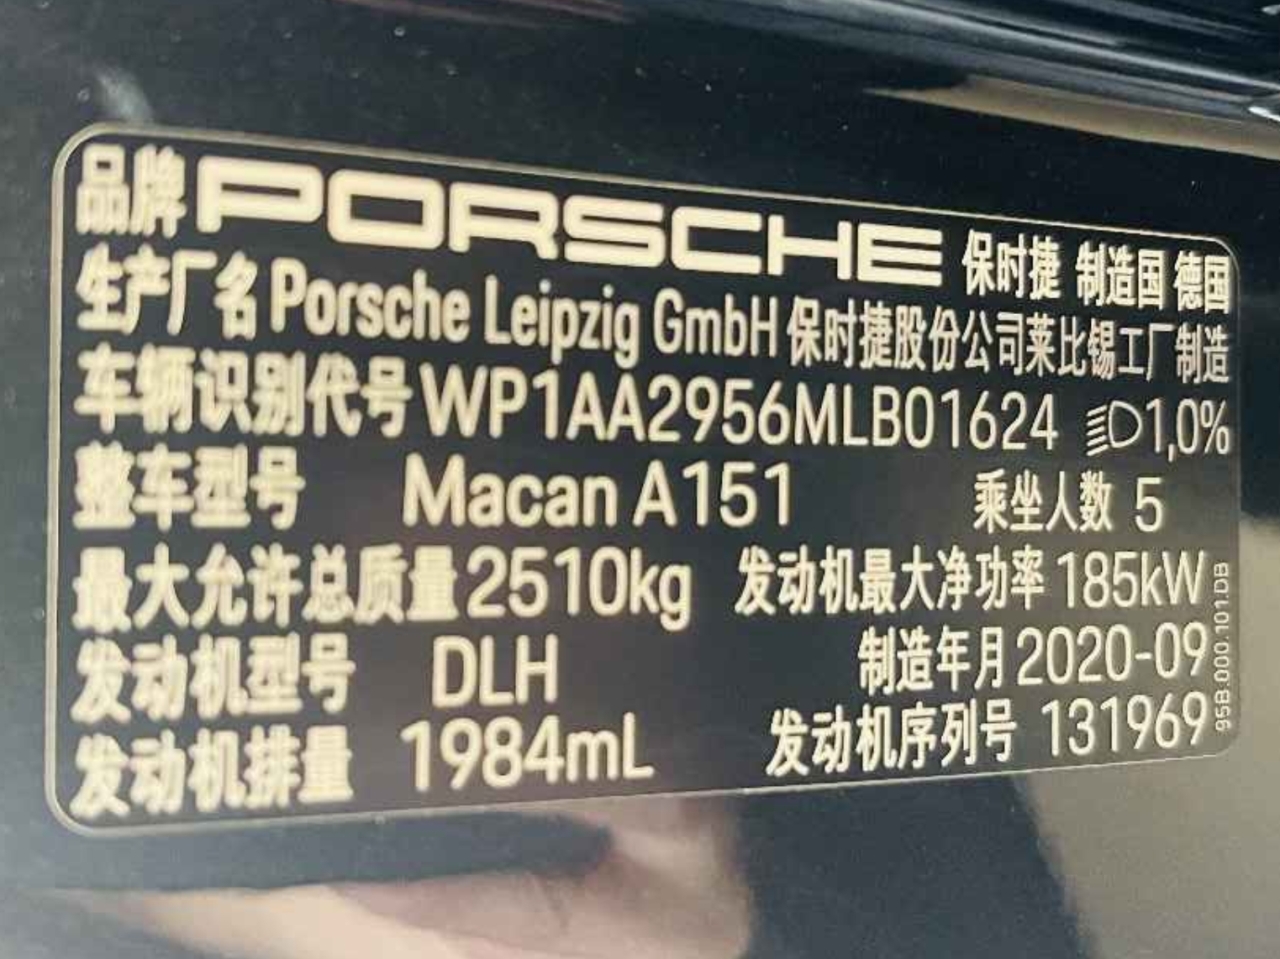 品牌 PORSCHE 保时捷 制造国 德国
生产厂名 Porsche Leipzig GmbH 保时捷股份公司莱比锡工厂制造
车辆识别代号 WP1AA2956MLB01624 1,0%
整车型号 Macan A151 乘坐人数 5
最大允许总质量 2510kg 发动机最大净功率 185kW
发动机型号 DLH 制造年月 2020-09
发动机排量 1984mL 发动机序列号 131969
95B.000.101.DB